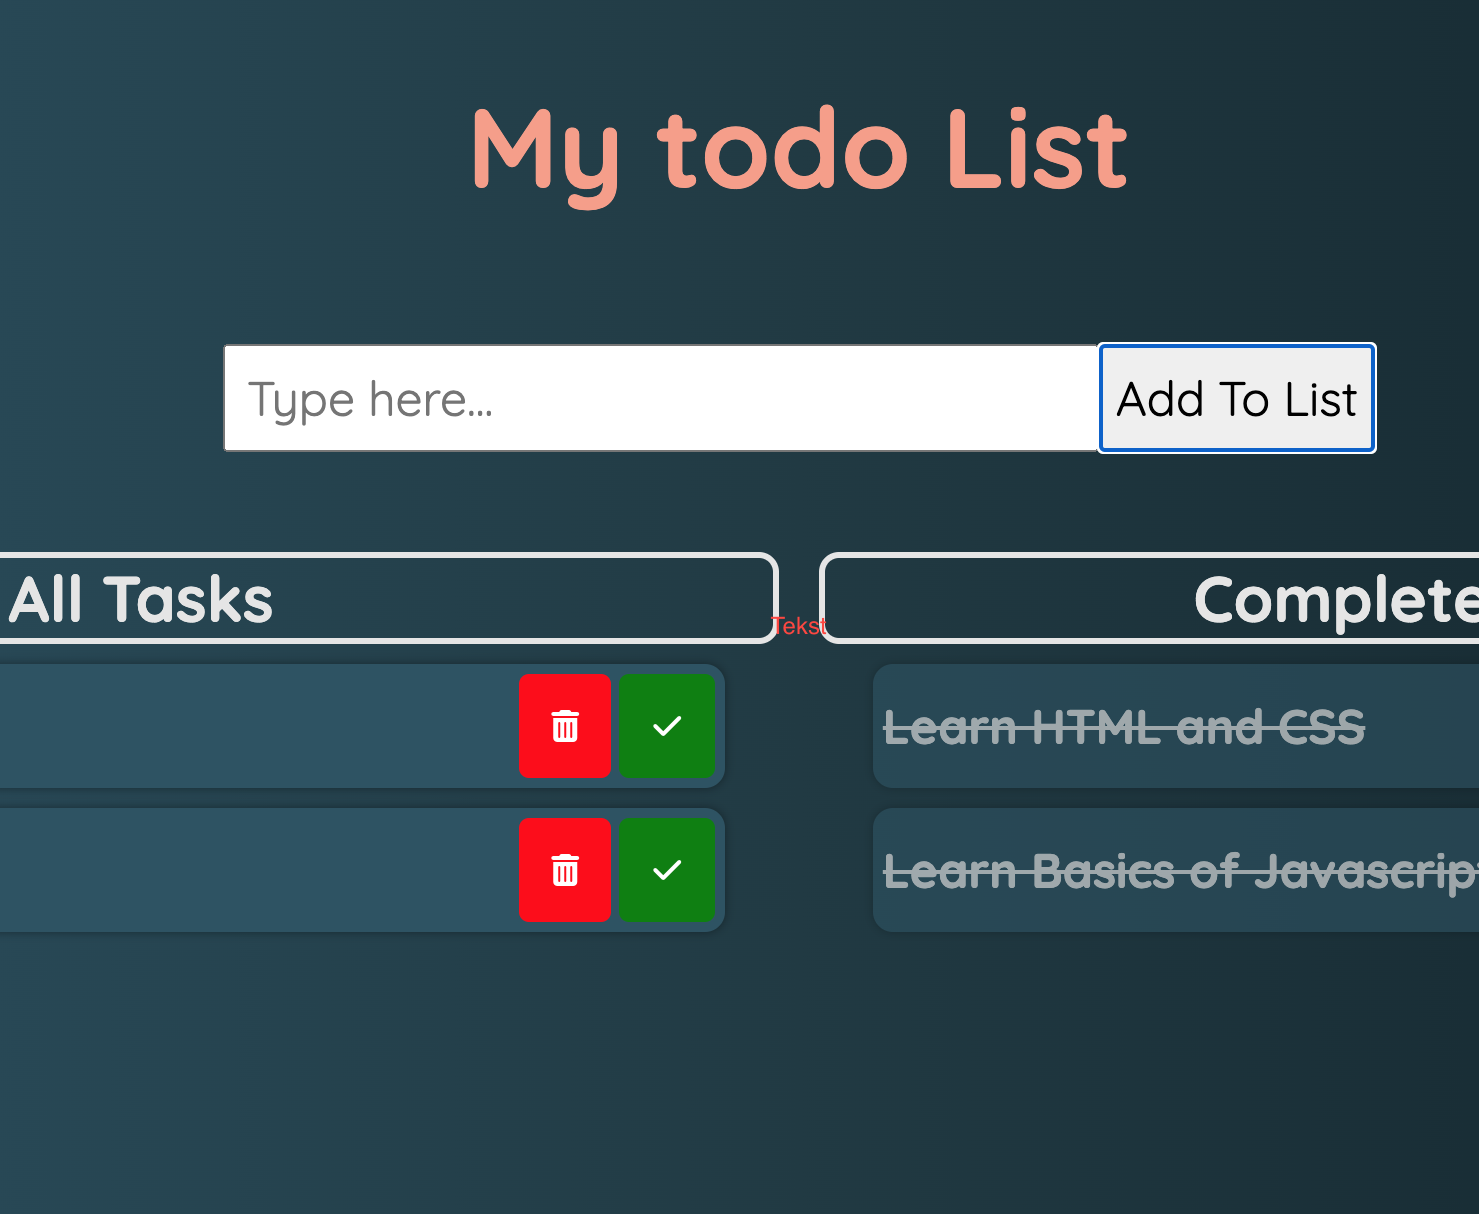 My todo List
Type here...
Add To List
All Tasks
Complete
Tekst
Learn HTML and CSS
Learn Basics of Javascrip